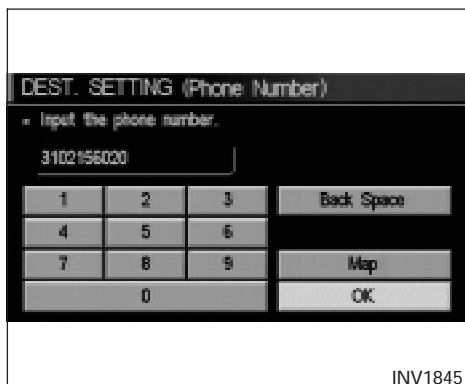 DEST. SETTING (Phone Number)
Input the phone number.
3102156020
1 2 3 Back Space
4 5 6
7 8 9 Map
0 OK
INV1845